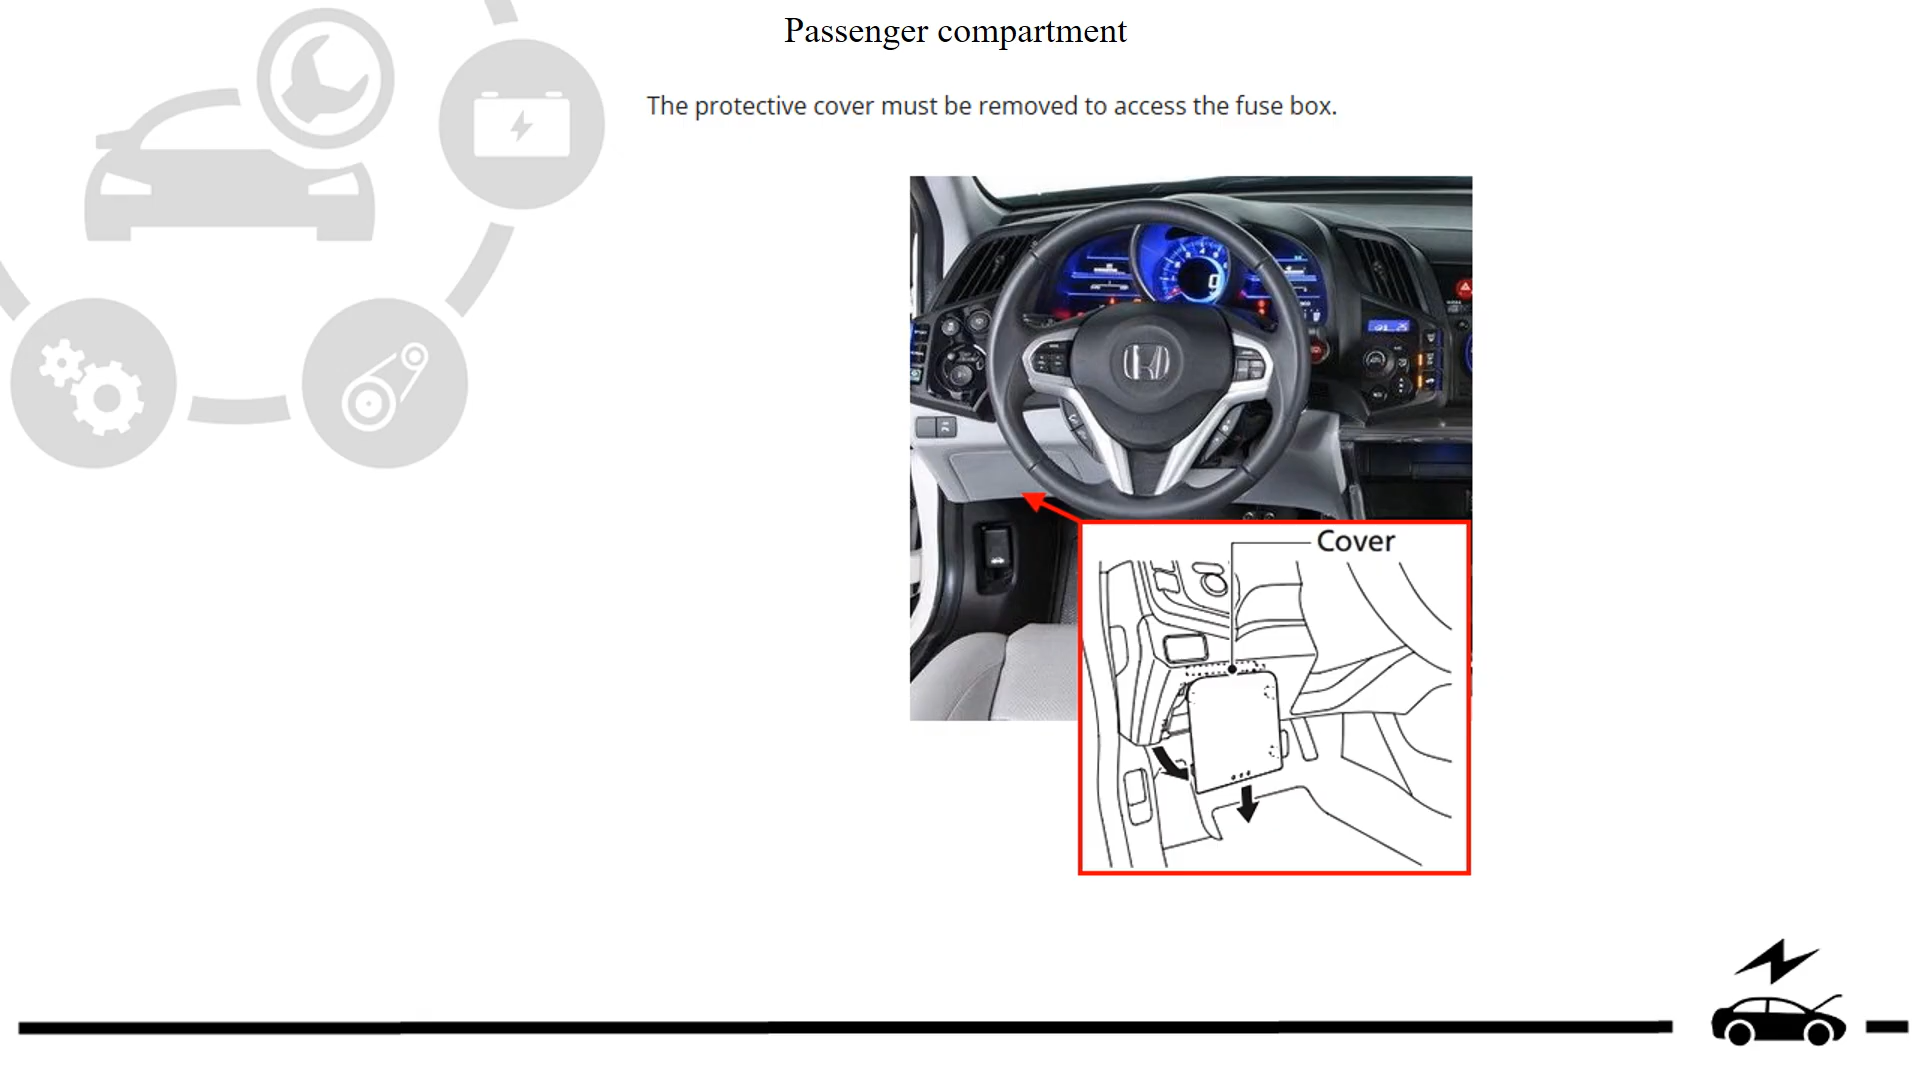 Passenger compartment
The protective cover must be removed to access the fuse box.
Cover